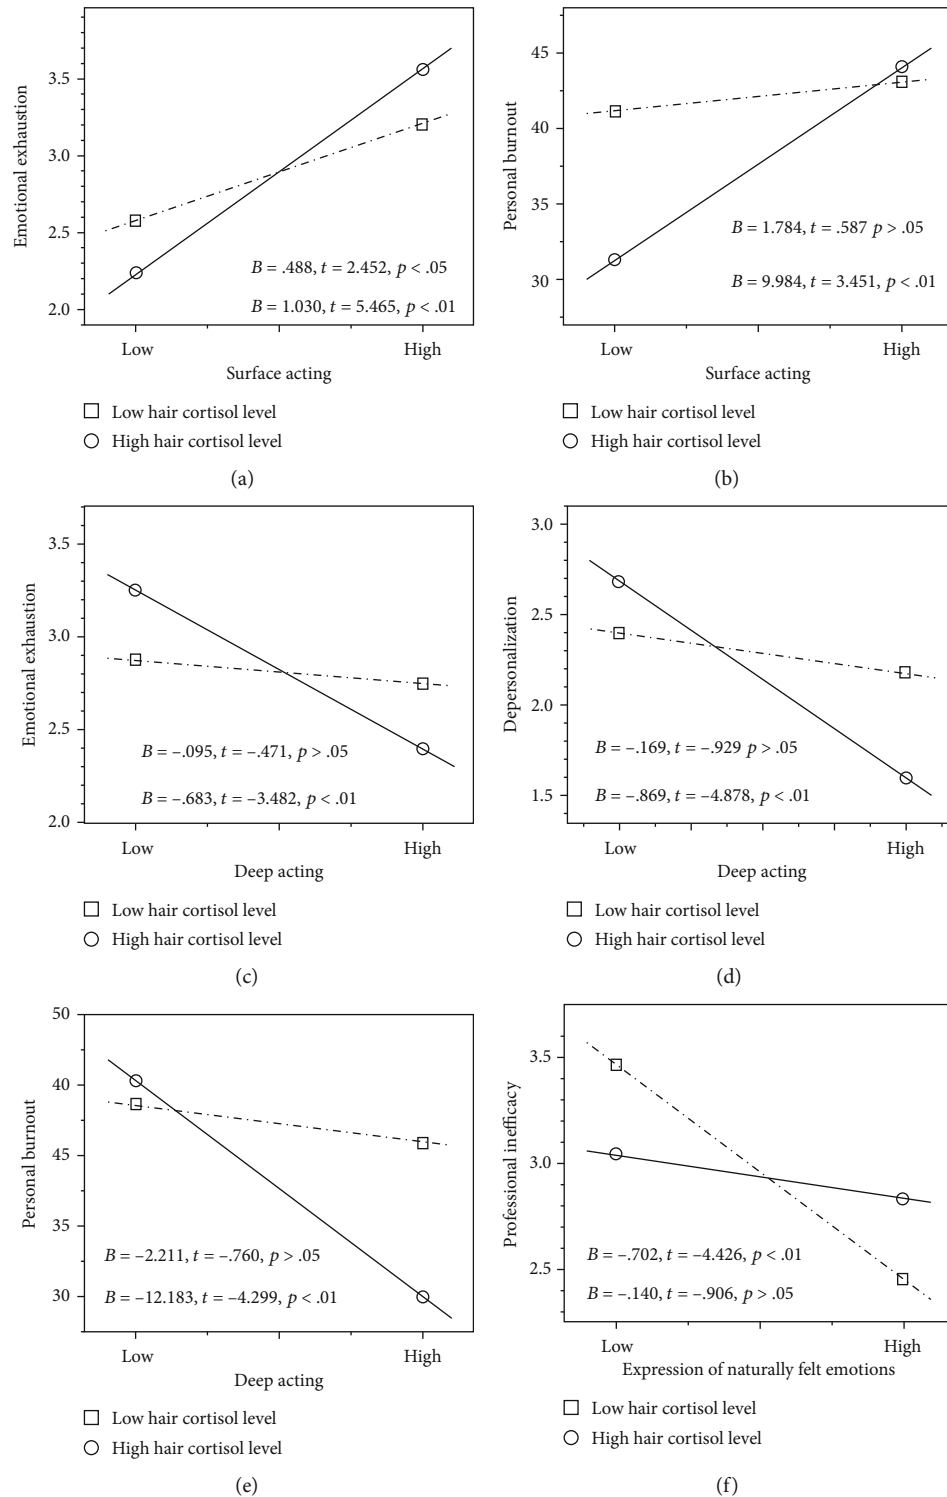 Emotional exhaustion
3.5
3.0
2.5
2.0
B = .488, t = 2.452, p < .05
B = 1.030, t = 5.465, p < .01
Low
High
Surface acting
Low hair cortisol level
High hair cortisol level
(a)
Personal burnout
45
40
35
30
B = 1.784, t = .587 p > .05
B = 9.984, t = 3.451, p < .01
Low
High
Surface acting
Low hair cortisol level
High hair cortisol level
(b)
Emotional exhaustion
3.5
3.0
2.5
2.0
B = –.095, t = –.471, p > .05
B = –.683, t = –3.482, p < .01
Low
High
Deep acting
Low hair cortisol level
High hair cortisol level
(c)
Depersonalization
3.0
2.5
2.0
1.5
B = –.169, t = –.929 p > .05
B = –.869, t = –4.878, p < .01
Low
High
Deep acting
Low hair cortisol level
High hair cortisol level
(d)
Personal burnout
50
40
45
35
30
B = –2.211, t = –.760, p > .05
B = –12.183, t = –4.299, p < .01
Low
High
Deep acting
Low hair cortisol level
High hair cortisol level
(e)
Professional inefficacy
3.5
3.0
2.5
B = –.702, t = –4.426, p < .01
B = –.140, t = –.906, p > .05
Low
High
Expression of naturally felt emotions
Low hair cortisol level
High hair cortisol level
(f)